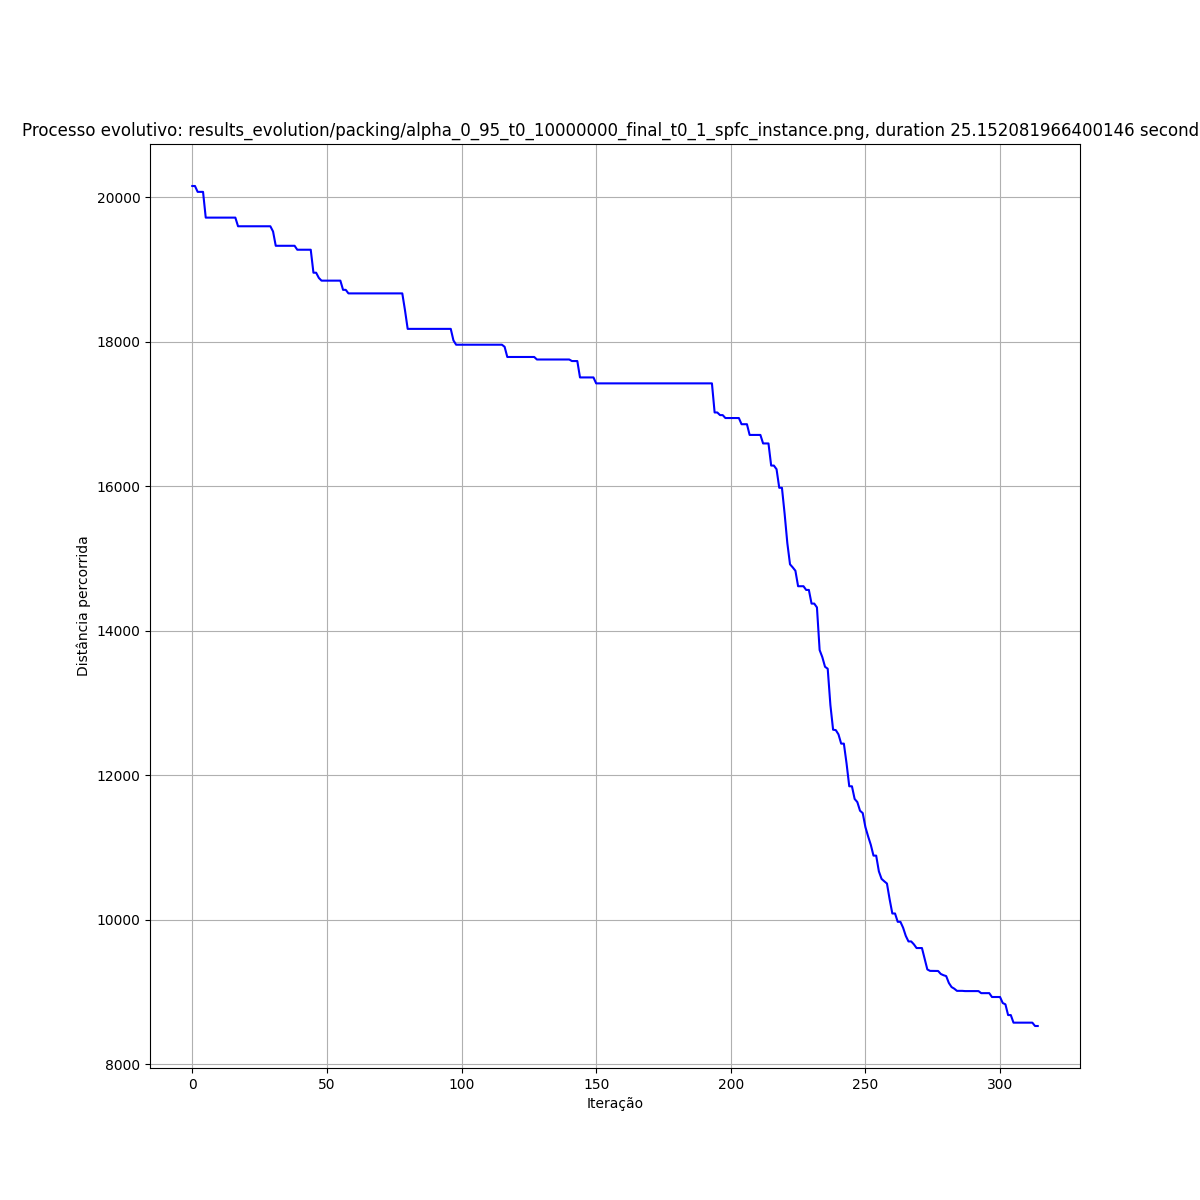 Processo evolutivo: results_evolution/packing/alpha_0_95_t0_10000000_final_t0_1_spfc_instance.png, duration 25.152081966400146 second
20000
18000
16000
14000
12000
10000
8000
Distância percorrida
0 50 100 150 200 250 300
Iteração